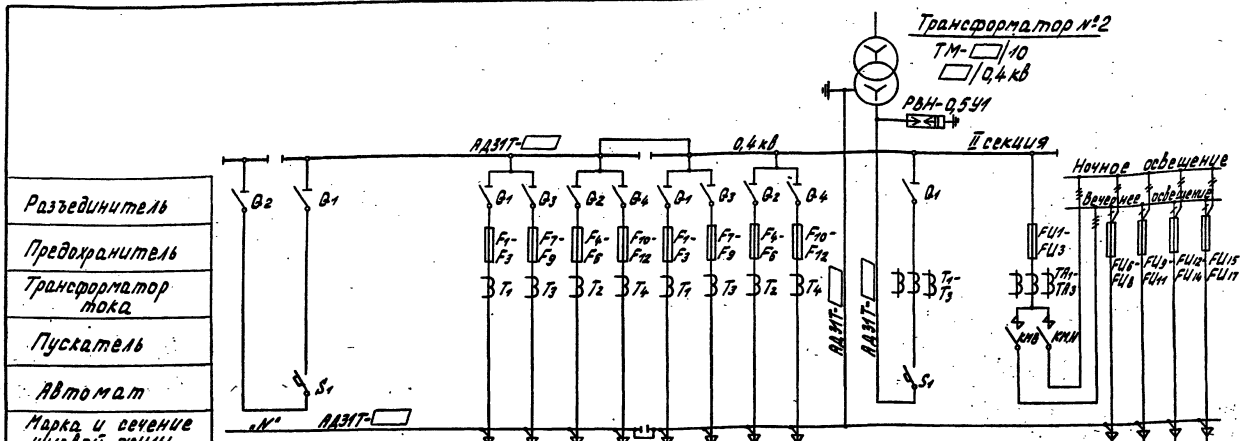 Трансформатор №2
ТМ- /10
/0,4 кв
РВН-0,5У1
АД31Т-
0,4 кв
II секция
Ночное освещение
Вечернее освещение
Разъединитель
Q2
Q1
Q1
Q3
Q2
Q4
Q1
Q3
Q2
Q4
Q1
Предохранитель
F1-F3
F7-F9
F4-F6
F10-F12
F1-F3
F7-F9
F4-F6
F10-F12
FU1-FU3
FU6-FU8
FU9-FU11
FU12-FU14
FU15
FU17
Трансформатор тока
T1
T3
T2
T4
T1
T3
T2
T4
T1-T3
TA1-TA3
АД31Т-
АД31Т-
Пускатель
КМВ
КМН
Автомат
S1
S1
Марка и сечение
"N"
АД31Т-